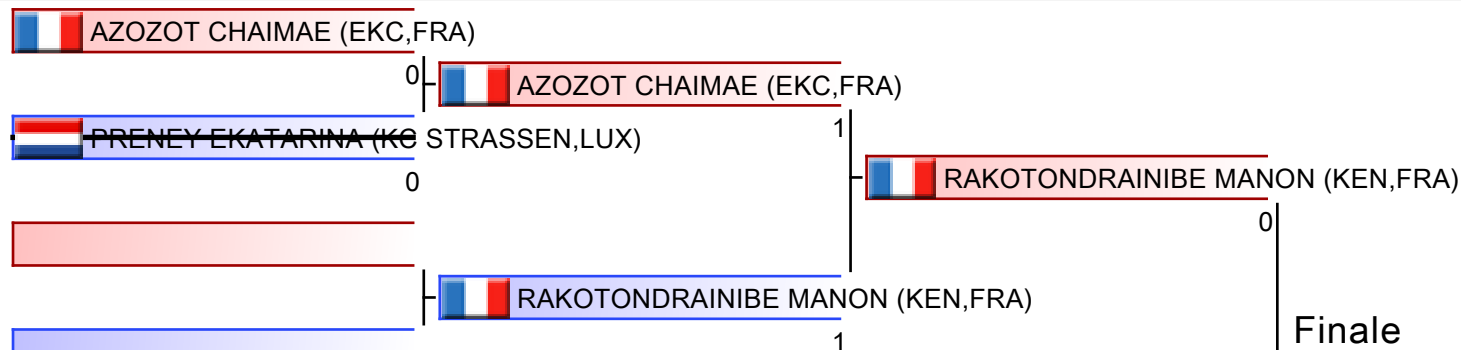 AZOZOT CHAIMAE (EKC,FRA)
0
AZOZOT CHAIMAE (EKC,FRA)
PRENEY EKATARINA (KC STRASSEN,LUX)
1
0
RAKOTONDRAINIBE MANON (KEN,FRA)
0
RAKOTONDRAINIBE MANON (KEN,FRA)
1
Finale